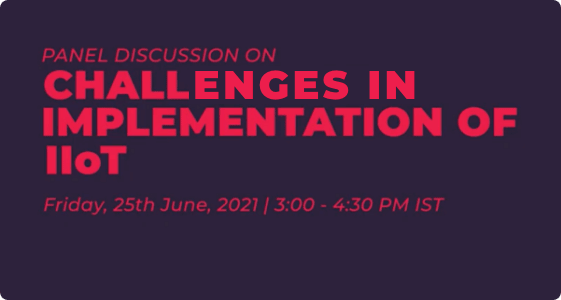 PANEL DISCUSSION ON
CHALLENGES IN
IMPLEMENTATION OF
IIoT
Friday, 25th June, 2021 | 3:00 - 4:30 PM IST